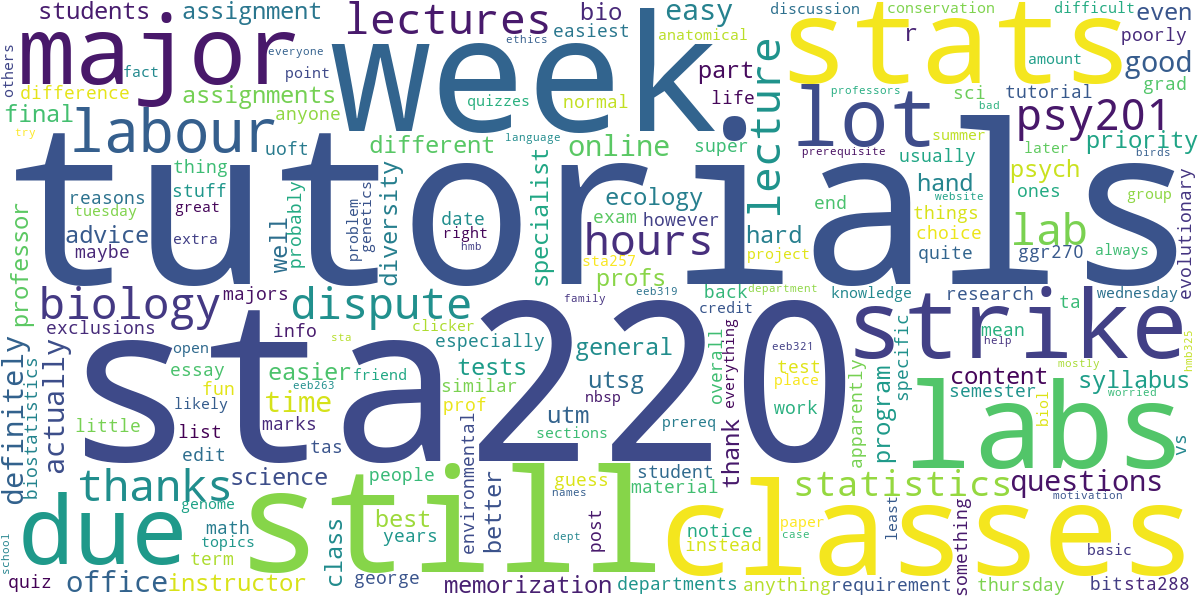 students
assignment
lectures
bio
easy
discussion
conservation
difficult
even
major
week
stats
others
everyone
ethics
easiest
anatomical
r
poorly
fact
point
part
amount
good
difference
assignments
quizzes
normal
life
lecture
professors
sci
tutorial
grad
final
anyone
lot
bad
psy201
try
labour
language
different
online
super
summer
priority
uoft
prerequisite
usually
later
birds
tutorials
thing
stuff
reasons
tuesday
great
advice
extra
maybe
well
probably
problem
genetics
diversity
date
right
hmb
specialist
ecology
exam
however
hours
sta257
profs
hard
project
end
hand
website
things
choice
quite
psych
ones
group
lab
ggr270
always
evolutionary
professor
biology
majors
dispute
family
eeb319
back
department
credit
knowledge
research
ta
wednesday
exclusions
info
sta
clicker
especially
general
strike
mean
help
hmb325
sta220
definitely
biostatistics
actually
open
essay
fun
easier
eeb263
friend
time
tests
similar
prof
utsg
nbsp
utm
overall
everything
eeb321
test
place
work
apparently
program
specific
content
semester
mostly
syllabus
worried
vs
little
likely
list
marks
edit
tas
sections
prereq
labs
biol
thanks
science
people
environmental
better
guess
student
material
thank
statistics
questions
motivation
due
still
classes
genome
math
topics
term
class
best
years
names
dept
post
notice
instead
paper
case
least
something
basic
school
quiz
office
instructor
george
memorization
departments
anything
requirement
thursday
bitsta288